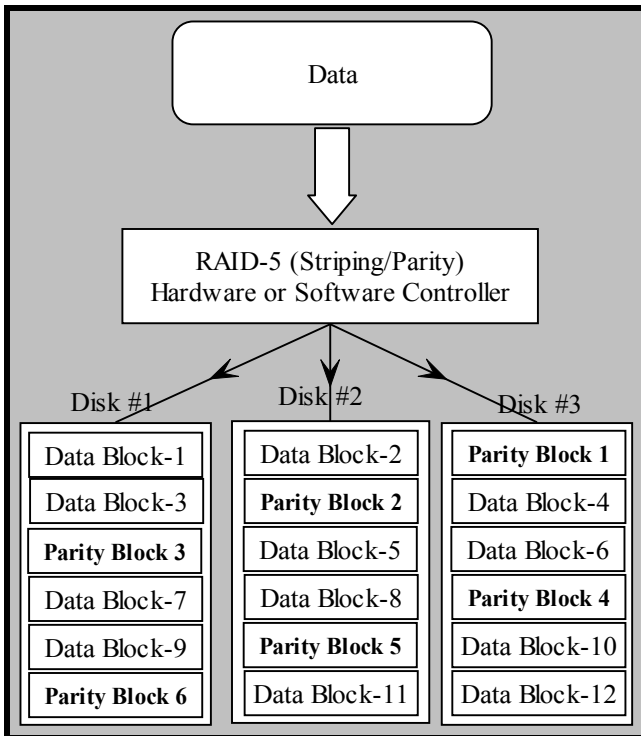 Data
RAID-5 (Striping/Parity)
Hardware or Software Controller
Disk #1
Data Block-1
Data Block-3
Parity Block 3
Data Block-7
Data Block-9
Parity Block 6
Disk #2
Data Block-2
Parity Block 2
Data Block-5
Data Block-8
Parity Block 5
Data Block-11
Disk #3
Parity Block 1
Data Block-4
Data Block-6
Parity Block 4
Data Block-10
Data Block-12